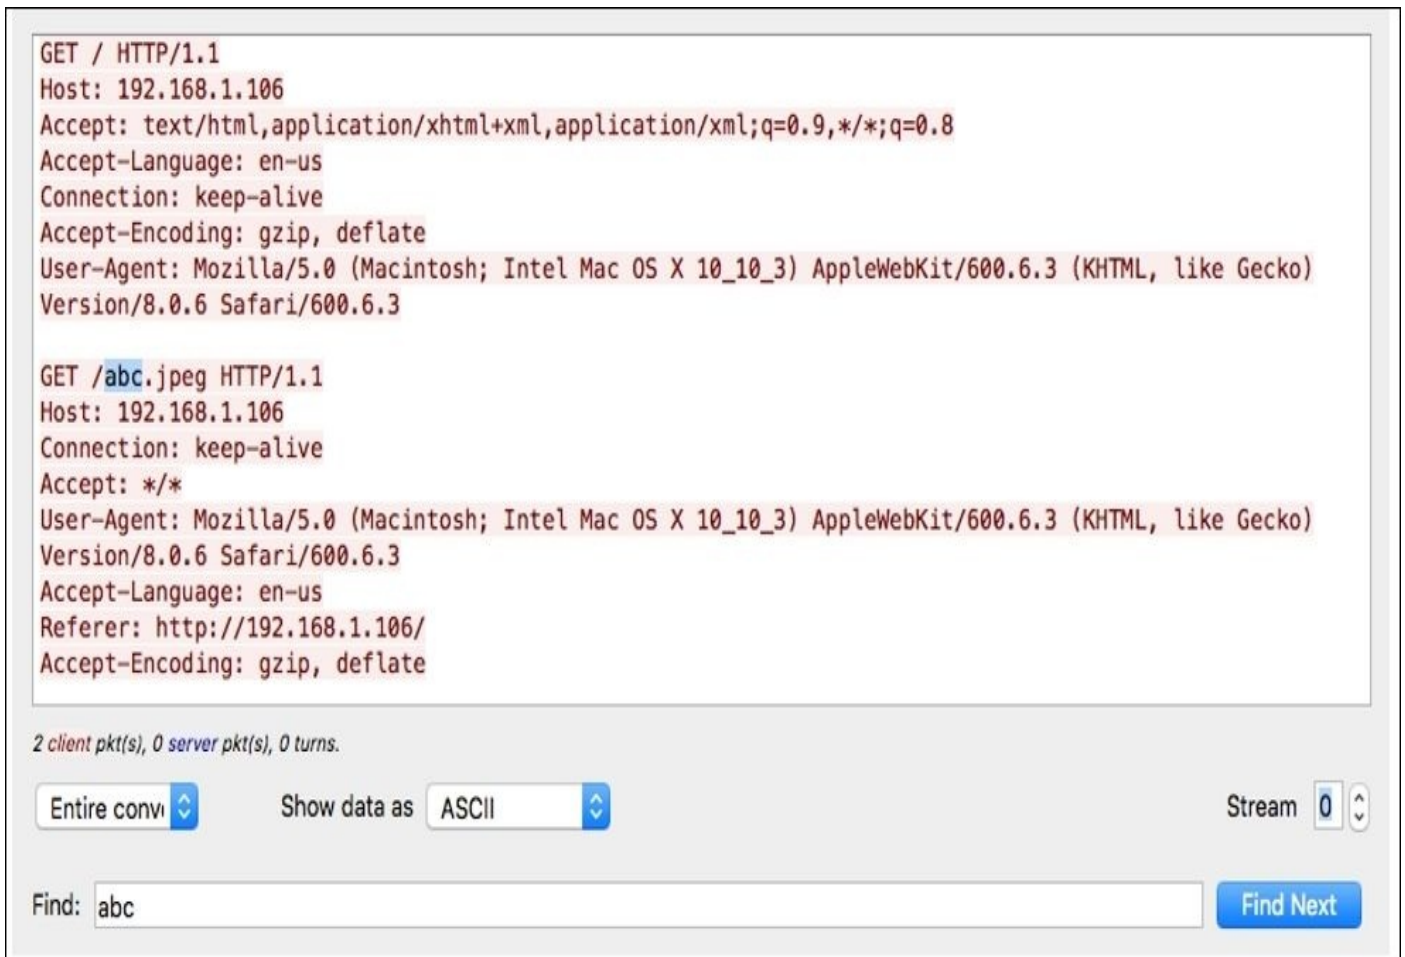 GET / HTTP/1.1
Host: 192.168.1.106
Accept: text/html,application/xhtml+xml,application/xml;q=0.9,*/*;q=0.8
Accept-Language: en-us
Connection: keep-alive
Accept-Encoding: gzip, deflate
User-Agent: Mozilla/5.0 (Macintosh; Intel Mac OS X 10_10_3) AppleWebKit/600.6.3 (KHTML, like Gecko)
Version/8.0.6 Safari/600.6.3
GET /abc.jpeg HTTP/1.1
Host: 192.168.1.106
Connection: keep-alive
Accept: */*
User-Agent: Mozilla/5.0 (Macintosh; Intel Mac OS X 10_10_3) AppleWebKit/600.6.3 (KHTML, like Gecko)
Version/8.0.6 Safari/600.6.3
Accept-Language: en-us
Referer: http://192.168.1.106/
Accept-Encoding: gzip, deflate
2 client pkt(s), 0 server pkt(s), 0 turns.
Entire conv Show data as ASCII Stream 0
Find: abc Find Next